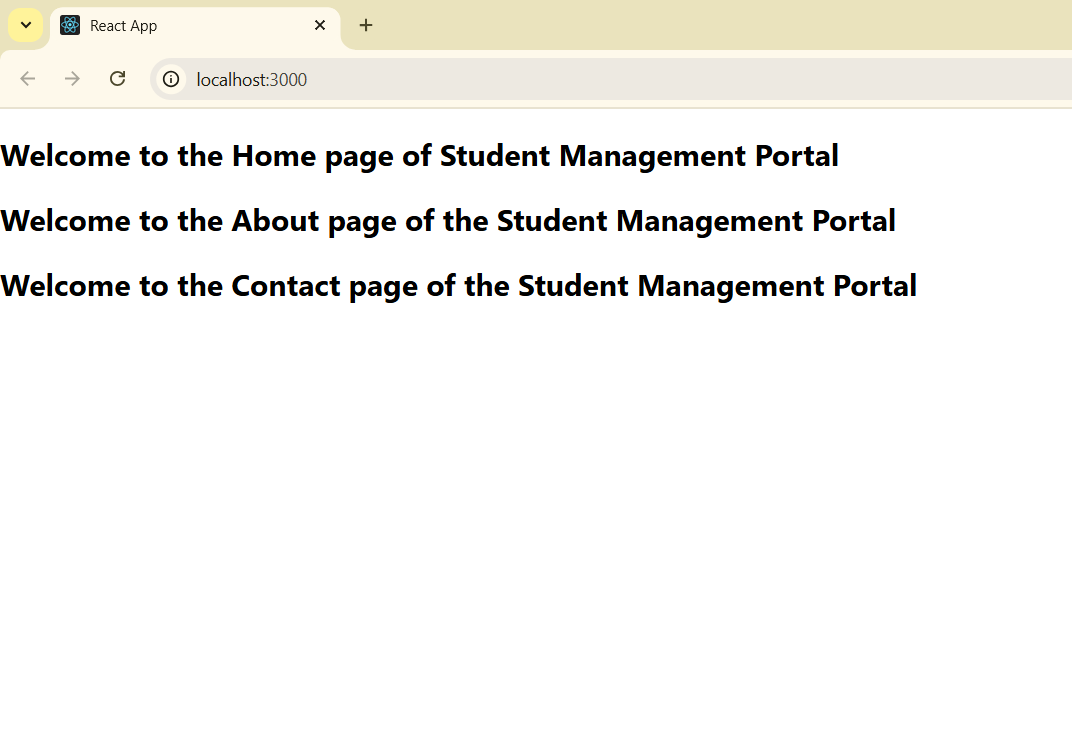 React App
localhost:3000
Welcome to the Home page of Student Management Portal
Welcome to the About page of the Student Management Portal
Welcome to the Contact page of the Student Management Portal